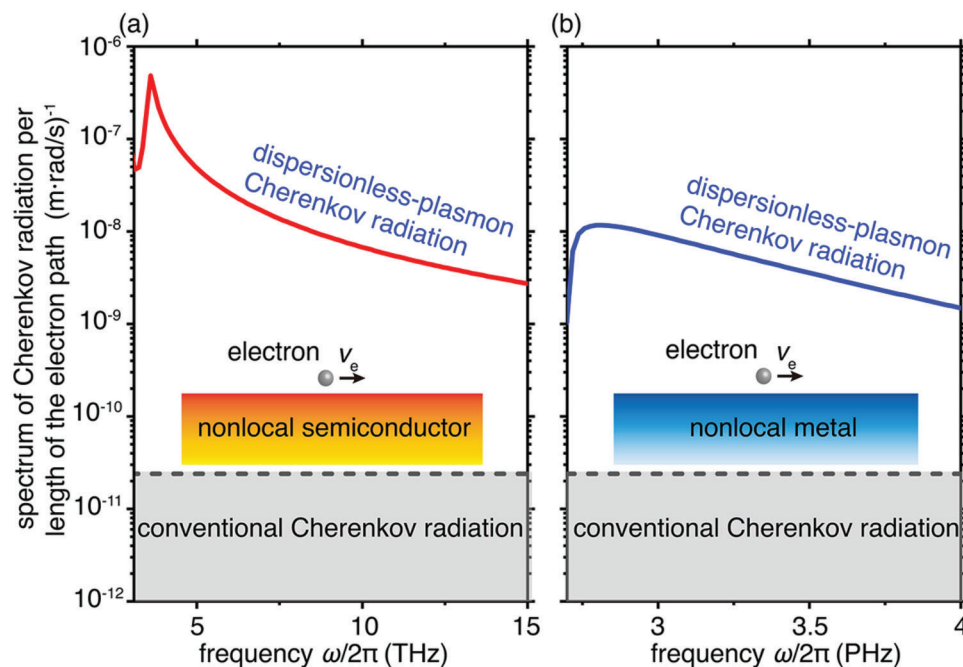 (a)
(b)
spectrum of Cherenkov radiation per
length of the electron path (m·rad/s)⁻¹
10⁻⁶
10⁻⁷
10⁻⁸
10⁻⁹
10⁻¹⁰
10⁻¹¹
10⁻¹²
dispersionless-plasmon
Cherenkov radiation
electron vₑ
nonlocal semiconductor
conventional Cherenkov radiation
5 10 15
frequency ω/2π (THz)
dispersionless-plasmon
Cherenkov radiation
electron vₑ
nonlocal metal
conventional Cherenkov radiation
3 3.5 4
frequency ω/2π (PHz)